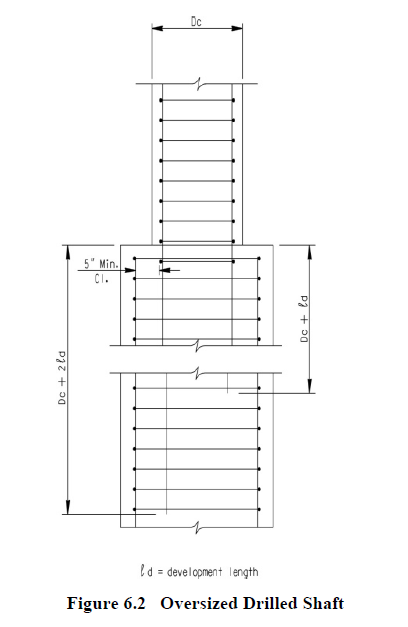 Dc
5" Min.
Cl.
Dc + 2ℓd
Dc + ℓd
ℓd = development length
Figure 6.2 Oversized Drilled Shaft